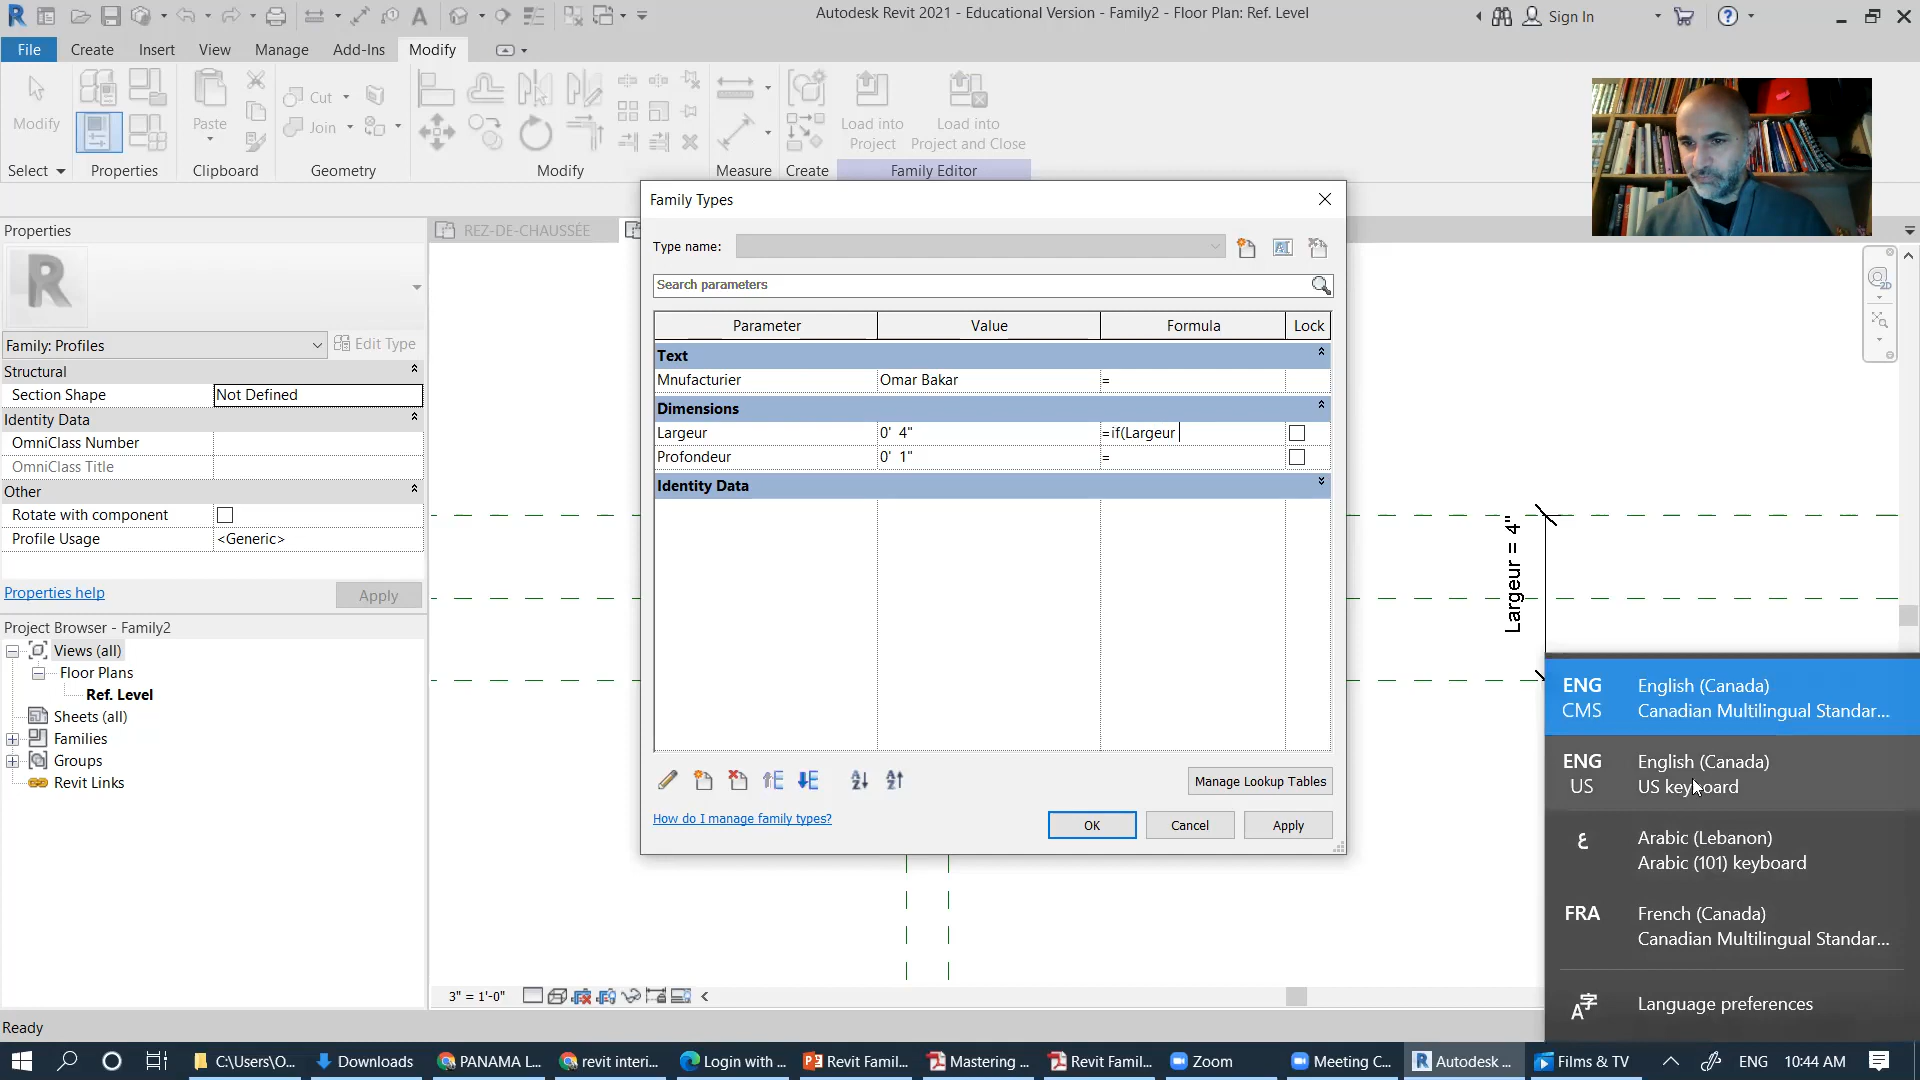 Autodesk Revit 2021 - Educational Version - Family2 - Floor Plan: Ref. Level
Sign In
File
Create
Insert
View
Manage
Add-Ins
Modify
Modify
Paste
Cut
Join
Load into
Project
Load into
Project and Close
Select
Properties
Clipboard
Geometry
Modify
Measure
Create
Family Editor
Properties
REZ-DE-CHAUSSÉE
Family: Profiles
Edit Type
Structural
Section Shape
Not Defined
Identity Data
OmniClass Number
OmniClass Title
Other
Rotate with component
Profile Usage
<Generic>
Properties help
Apply
Project Browser - Family2
Views (all)
Floor Plans
Ref. Level
Sheets (all)
Families
Groups
Revit Links
Family Types
Type name:
Search parameters
Parameter
Value
Formula
Lock
Text
Mnufacturier
Omar Bakar
=
Dimensions
Largeur
0' 4"
=if(Largeur
Profondeur
0' 1"
=
Identity Data
Manage Lookup Tables
How do I manage family types?
OK
Cancel
Apply
Largeur = 4"
2D
ENG
CMS
English (Canada)
Canadian Multilingual Standar...
ENG
US
English (Canada)
US keyboard
ع
Arabic (Lebanon)
Arabic (101) keyboard
FRA
French (Canada)
Canadian Multilingual Standar...
Language preferences
3" = 1'-0"
Ready
C:\Users\O...
Downloads
PANAMA L...
revit interi...
Login with ...
Revit Famil...
Mastering ...
Revit Famil...
Zoom
Meeting C...
Autodesk ...
Films & TV
ENG
10:44 AM